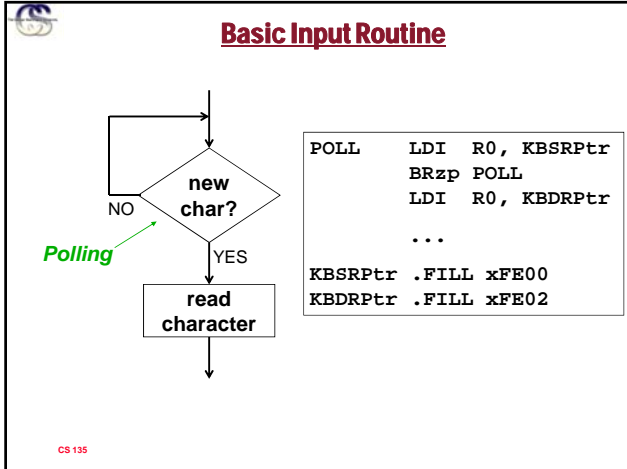 Basic Input Routine
new
char?
NO
Polling
YES
read
character
POLL LDI R0, KBSRPtr
BRzp POLL
LDI R0, KBDRPtr
...
KBSRPtr .FILL xFE00
KBDRPtr .FILL xFE02
CS 135